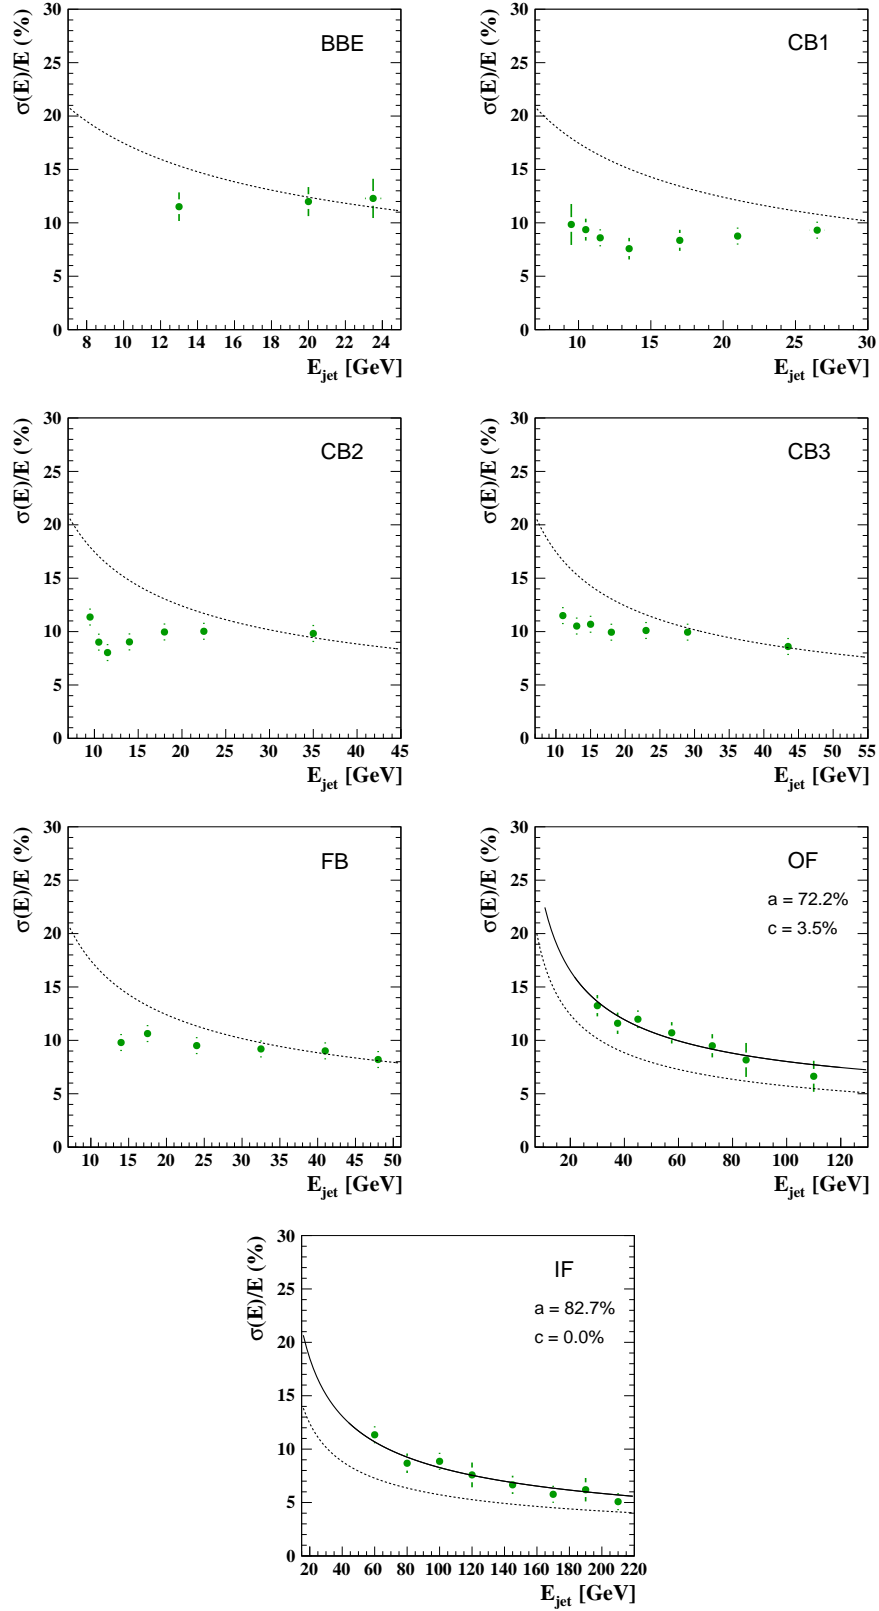 BBE
σ(E)/E (%)
30
25
20
15
10
5
0
8 10 12 14 16 18 20 22 24
E_jet [GeV]
CB1
σ(E)/E (%)
30
25
20
15
10
5
0
10 15 20 25 30
E_jet [GeV]
CB2
σ(E)/E (%)
30
25
20
15
10
5
0
10 15 20 25 30 35 40 45
E_jet [GeV]
CB3
σ(E)/E (%)
30
25
20
15
10
5
0
10 15 20 25 30 35 40 45 50 55
E_jet [GeV]
FB
σ(E)/E (%)
30
25
20
15
10
5
0
10 15 20 25 30 35 40 45 50
E_jet [GeV]
OF
a = 72.2%
c = 3.5%
σ(E)/E (%)
30
25
20
15
10
5
0
20 40 60 80 100 120
E_jet [GeV]
IF
a = 82.7%
c = 0.0%
σ(E)/E (%)
30
25
20
15
10
5
0
20 40 60 80 100 120 140 160 180 200 220
E_jet [GeV]